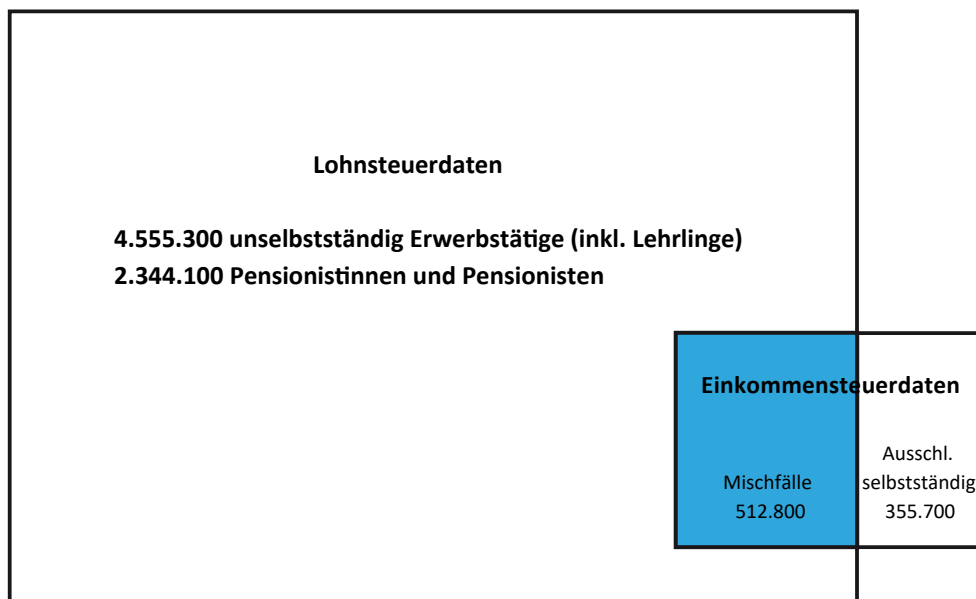 Lohnsteuerdaten
4.555.300 unselbstständig Erwerbstätige (inkl. Lehrlinge)
2.344.100 Pensionistinnen und Pensionisten
Einkommensteuerdaten
Mischfälle
512.800
Ausschl.
selbstständig
355.700